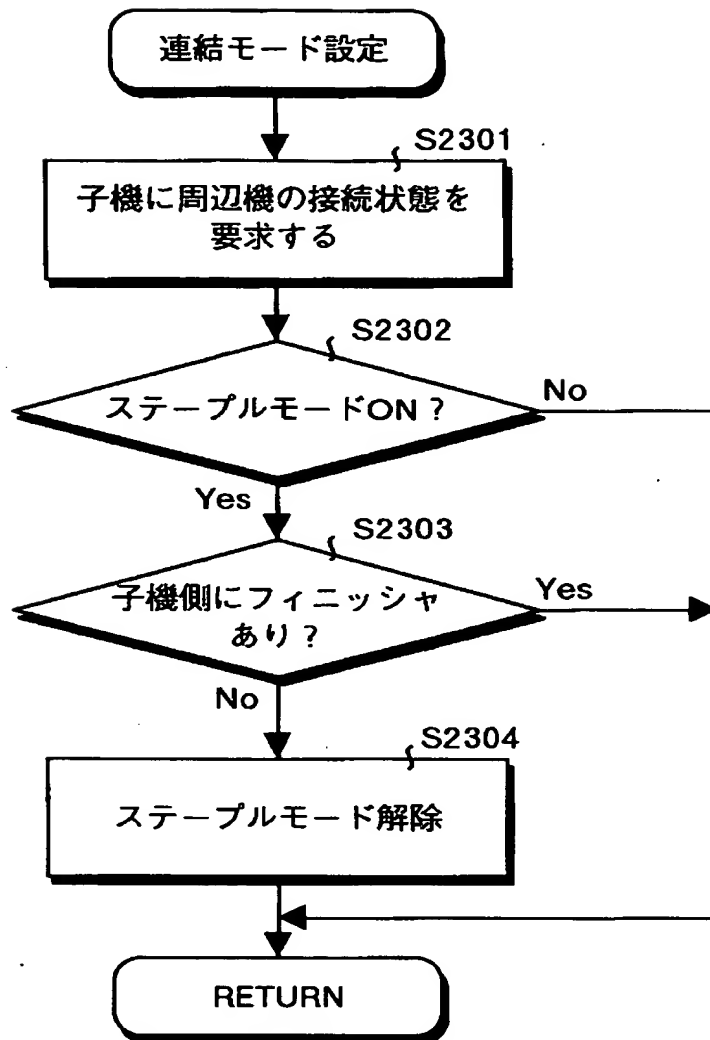 連結モード設定
S2301
子機に周辺機の接続状態を
要求する
S2302
ステープルモードON?
No
Yes
S2303
子機側にフィニッシャ
あり?
Yes
No
S2304
ステープルモード解除
RETURN